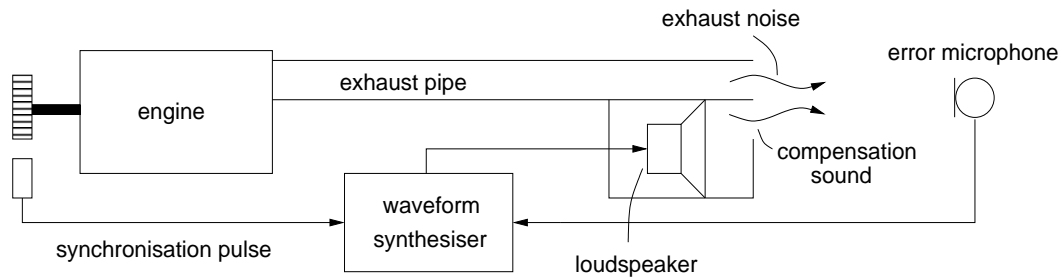 exhaust noise
error microphone
exhaust pipe
engine
compensation
sound
waveform
synthesiser
synchronisation pulse
loudspeaker